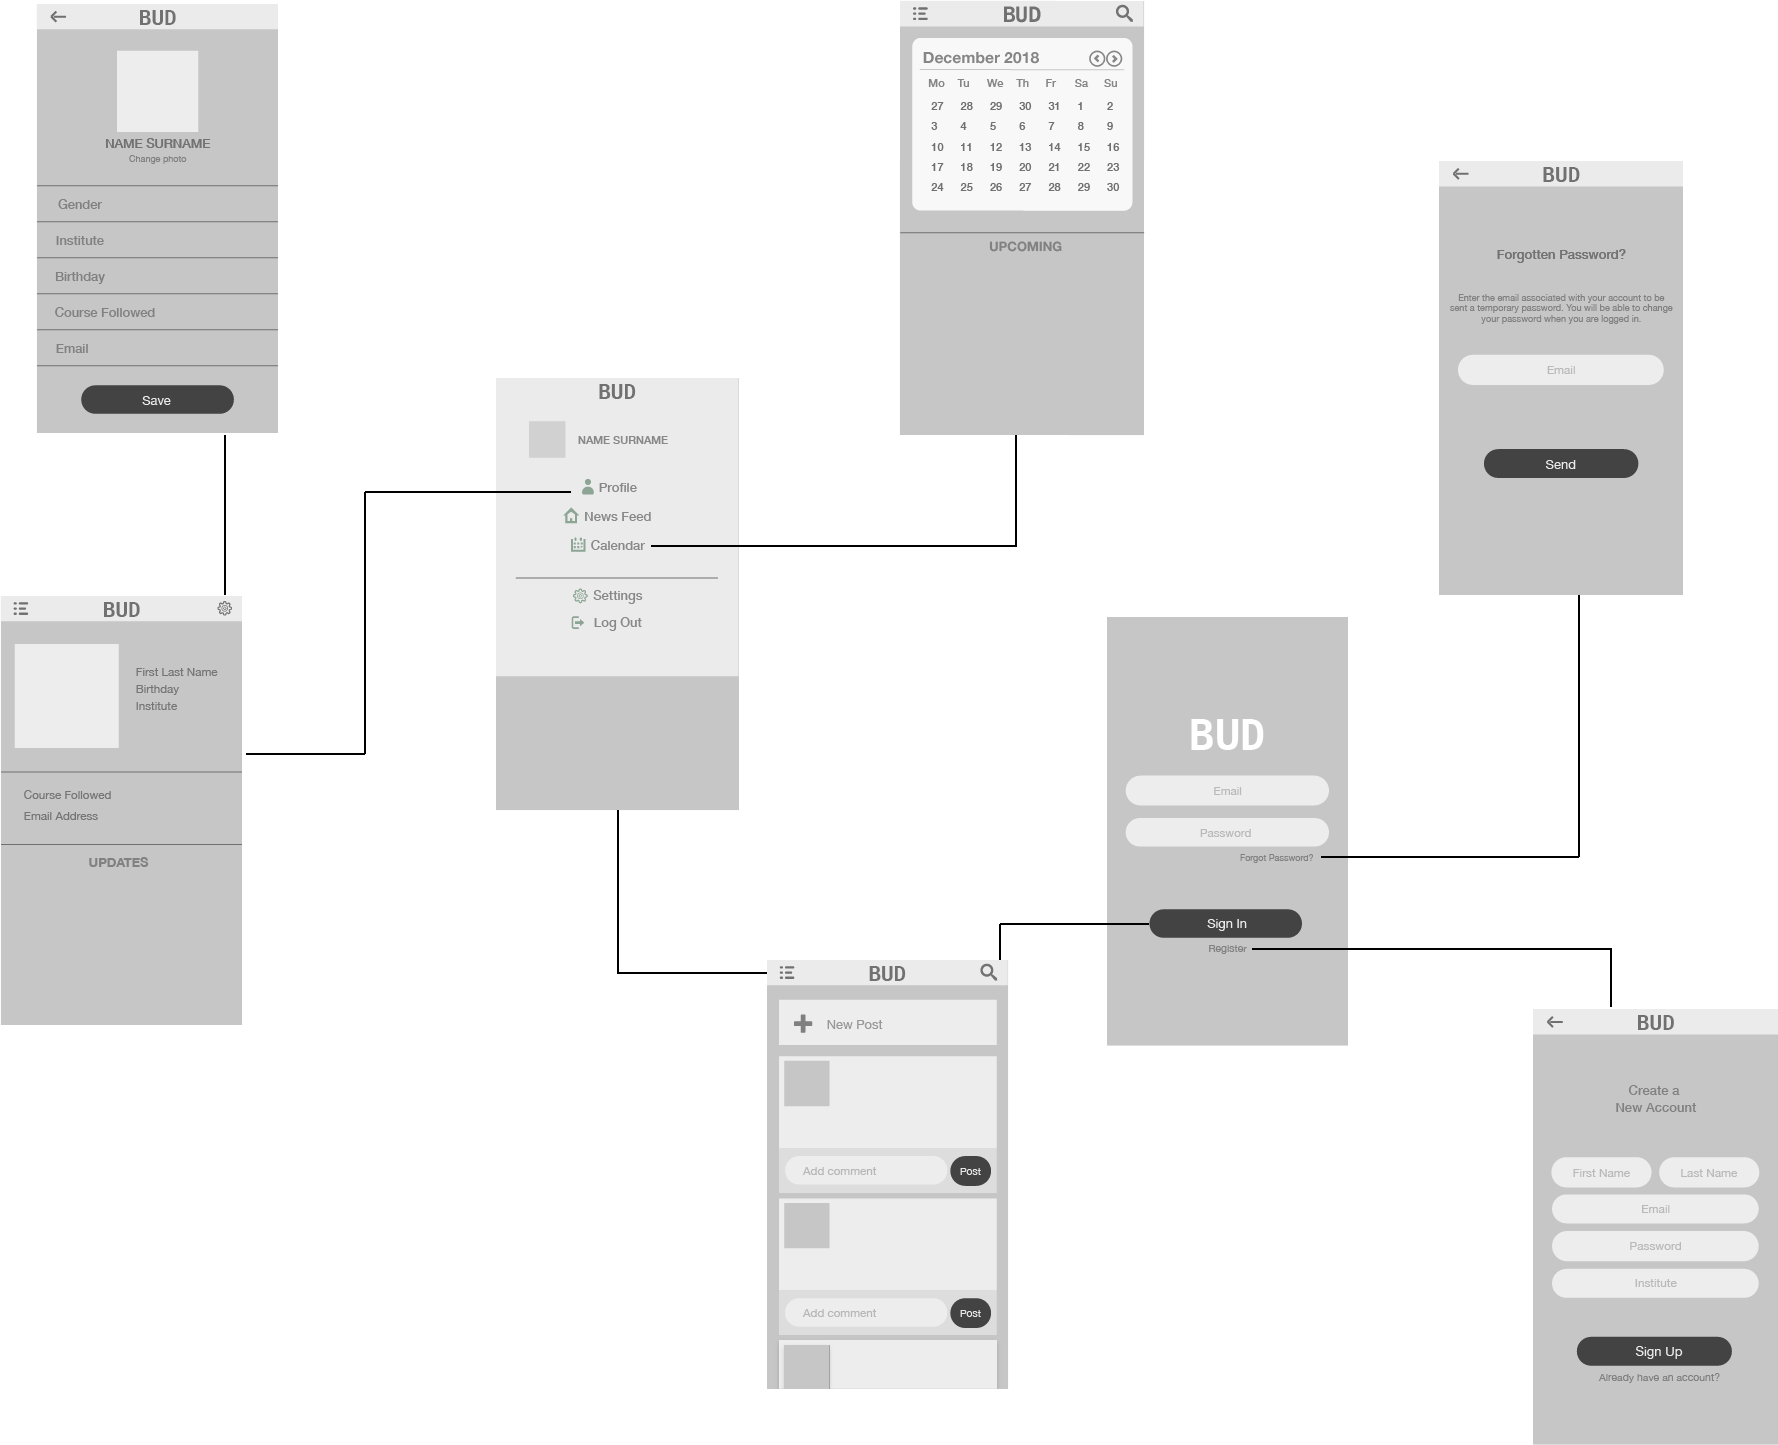 BUD
NAME SURNAME
Change photo
Gender
Institute
Birthday
Course Followed
Email
Save
BUD
First Last Name
Birthday
Institute
Course Followed
Email Address
UPDATES
BUD
NAME SURNAME
Profile
News Feed
Calendar
Settings
Log Out
BUD
December 2018
Mo Tu We Th Fr Sa Su
27 28 29 30 31 1 2
3 4 5 6 7 8 9
10 11 12 13 14 15 16
17 18 19 20 21 22 23
24 25 26 27 28 29 30
UPCOMING
BUD
New Post
Add comment Post
Add comment Post
BUD
Email
Password
Forgot Password?
Sign In
Register
BUD
Forgotten Password?
Enter the email associated with your account to be
sent a temporary password. You will be able to change
your password when you are logged in.
Email
Send
BUD
Create a
New Account
First Name Last Name
Email
Password
Institute
Sign Up
Already have an account?